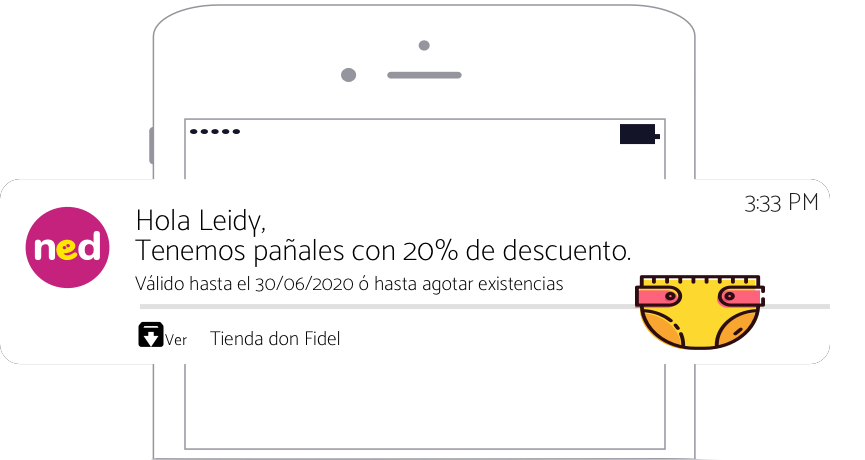 3:33 PM
ned
Hola Leidy,
Tenemos pañales con 20% de descuento.
Válido hasta el 30/06/2020 ó hasta agotar existencias
Ver Tienda don Fidel